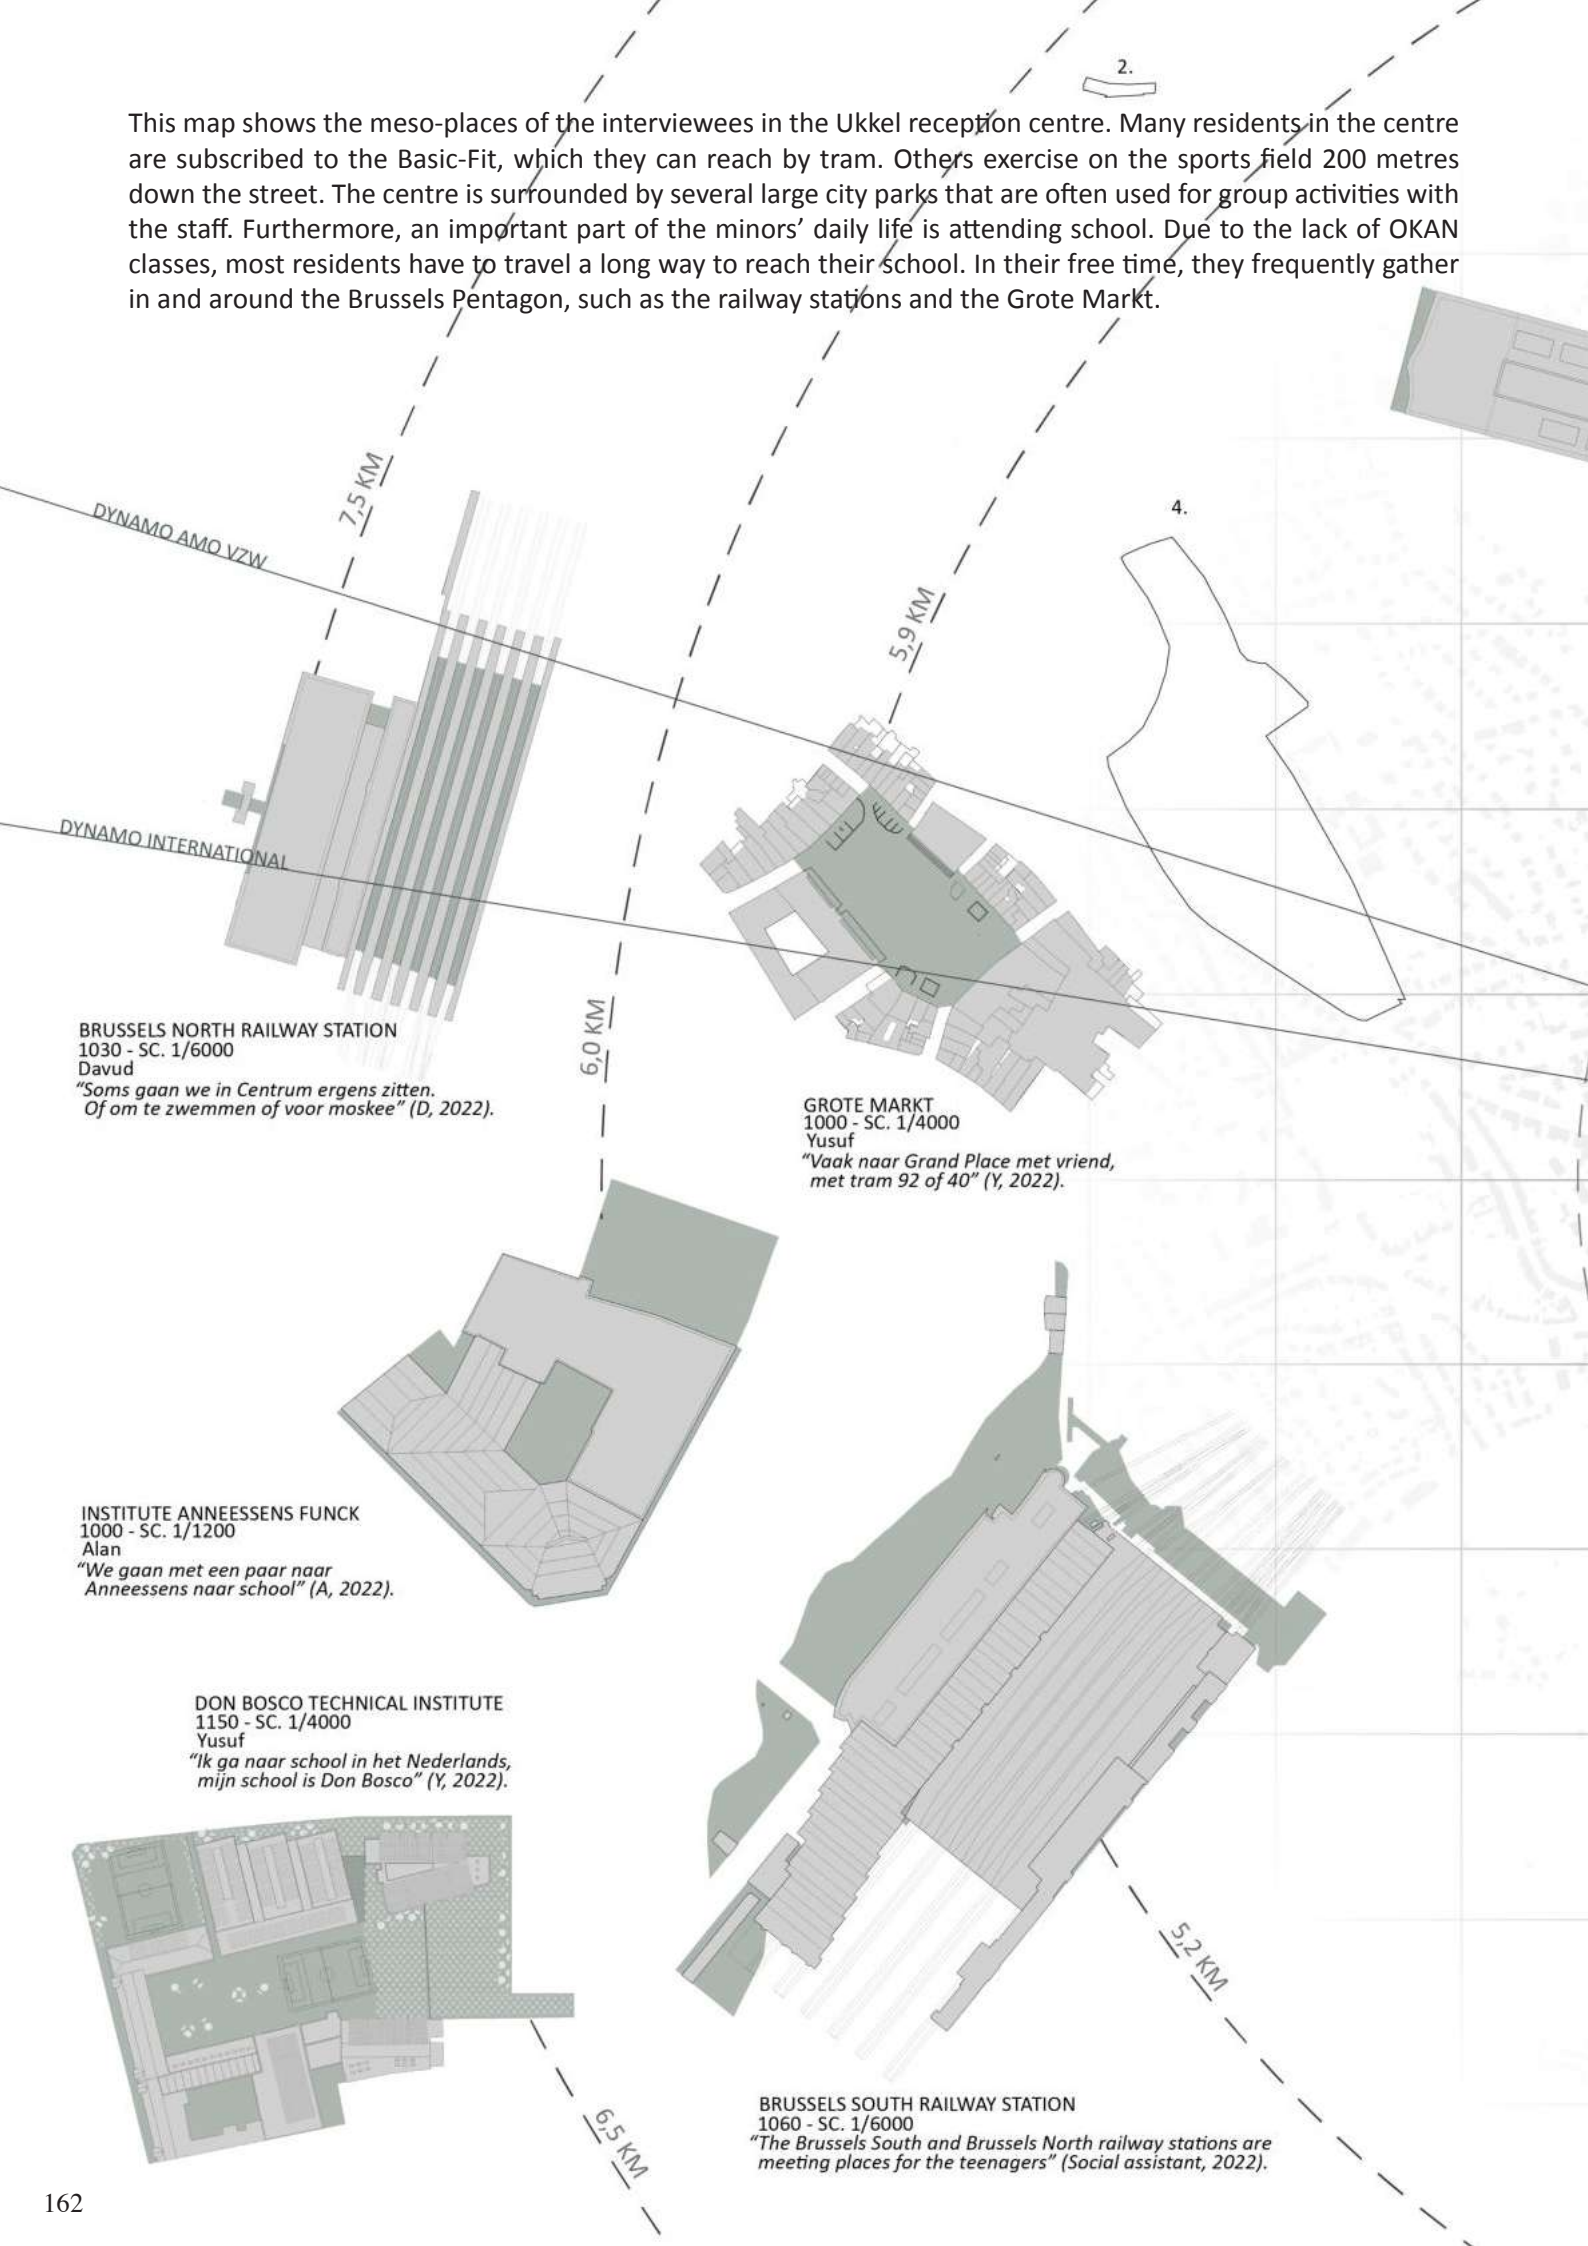 2.
This map shows the meso-places of the interviewees in the Ukkel reception centre. Many residents in the centre
are subscribed to the Basic-Fit, which they can reach by tram. Others exercise on the sports field 200 metres
down the street. The centre is surrounded by several large city parks that are often used for group activities with
the staff. Furthermore, an important part of the minors’ daily life is attending school. Due to the lack of OKAN
classes, most residents have to travel a long way to reach their school. In their free time, they frequently gather
in and around the Brussels Pentagon, such as the railway stations and the Grote Markt.
7,5 KM
DYNAMO AMO VZW
4.
5,9 KM
DYNAMO INTERNATIONAL
6,0 KM
BRUSSELS NORTH RAILWAY STATION
1030 - SC. 1/6000
Davud
“Soms gaan we in Centrum ergens zitten.
Of om te zwemmen of voor moskee” (D, 2022).
GROTE MARKT
1000 - SC. 1/4000
Yusuf
“Vaak naar Grand Place met vriend,
met tram 92 of 40” (Y, 2022).
INSTITUTE ANNEESSENS FUNCK
1000 - SC. 1/1200
Alan
“We gaan met een paar naar
Anneessens naar school” (A, 2022).
DON BOSCO TECHNICAL INSTITUTE
1150 - SC. 1/4000
Yusuf
“Ik ga naar school in het Nederlands,
mijn school is Don Bosco” (Y, 2022).
5,2 KM
6,5 KM
BRUSSELS SOUTH RAILWAY STATION
1060 - SC. 1/6000
“The Brussels South and Brussels North railway stations are
meeting places for the teenagers” (Social assistant, 2022).
162